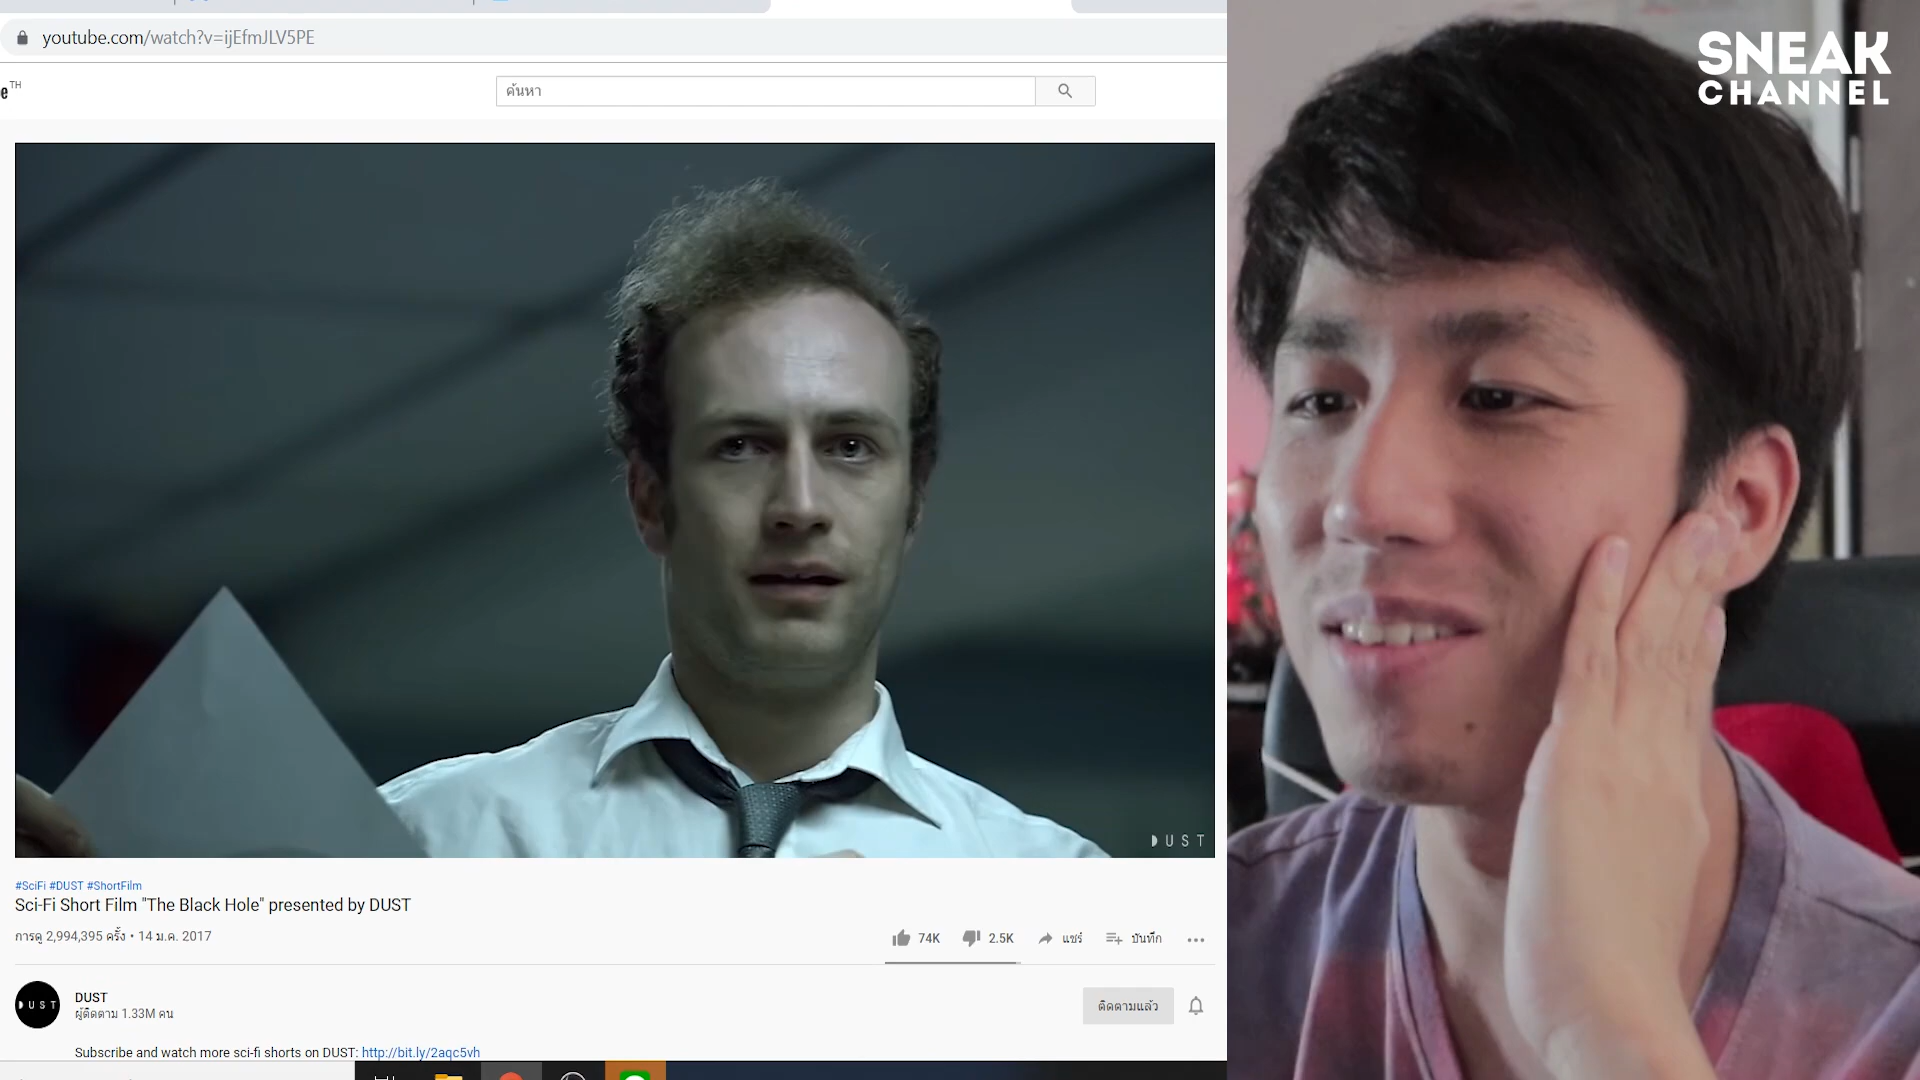 youtube.com/watch?v=ijEfmJLV5PE
SNEAK
CHANNEL
e TH
ค้นหา
DUST
#SciFi #DUST #ShortFilm
Sci-Fi Short Film "The Black Hole" presented by DUST
การดู 2,994,395 ครั้ง • 14 ม.ค. 2017
74K 2.5K แชร์ บันทึก
DUST
DUST
ผู้ติดตาม 1.33M คน
ติดตามแล้ว
Subscribe and watch more sci-fi shorts on DUST: http://bit.ly/2aqc5vh